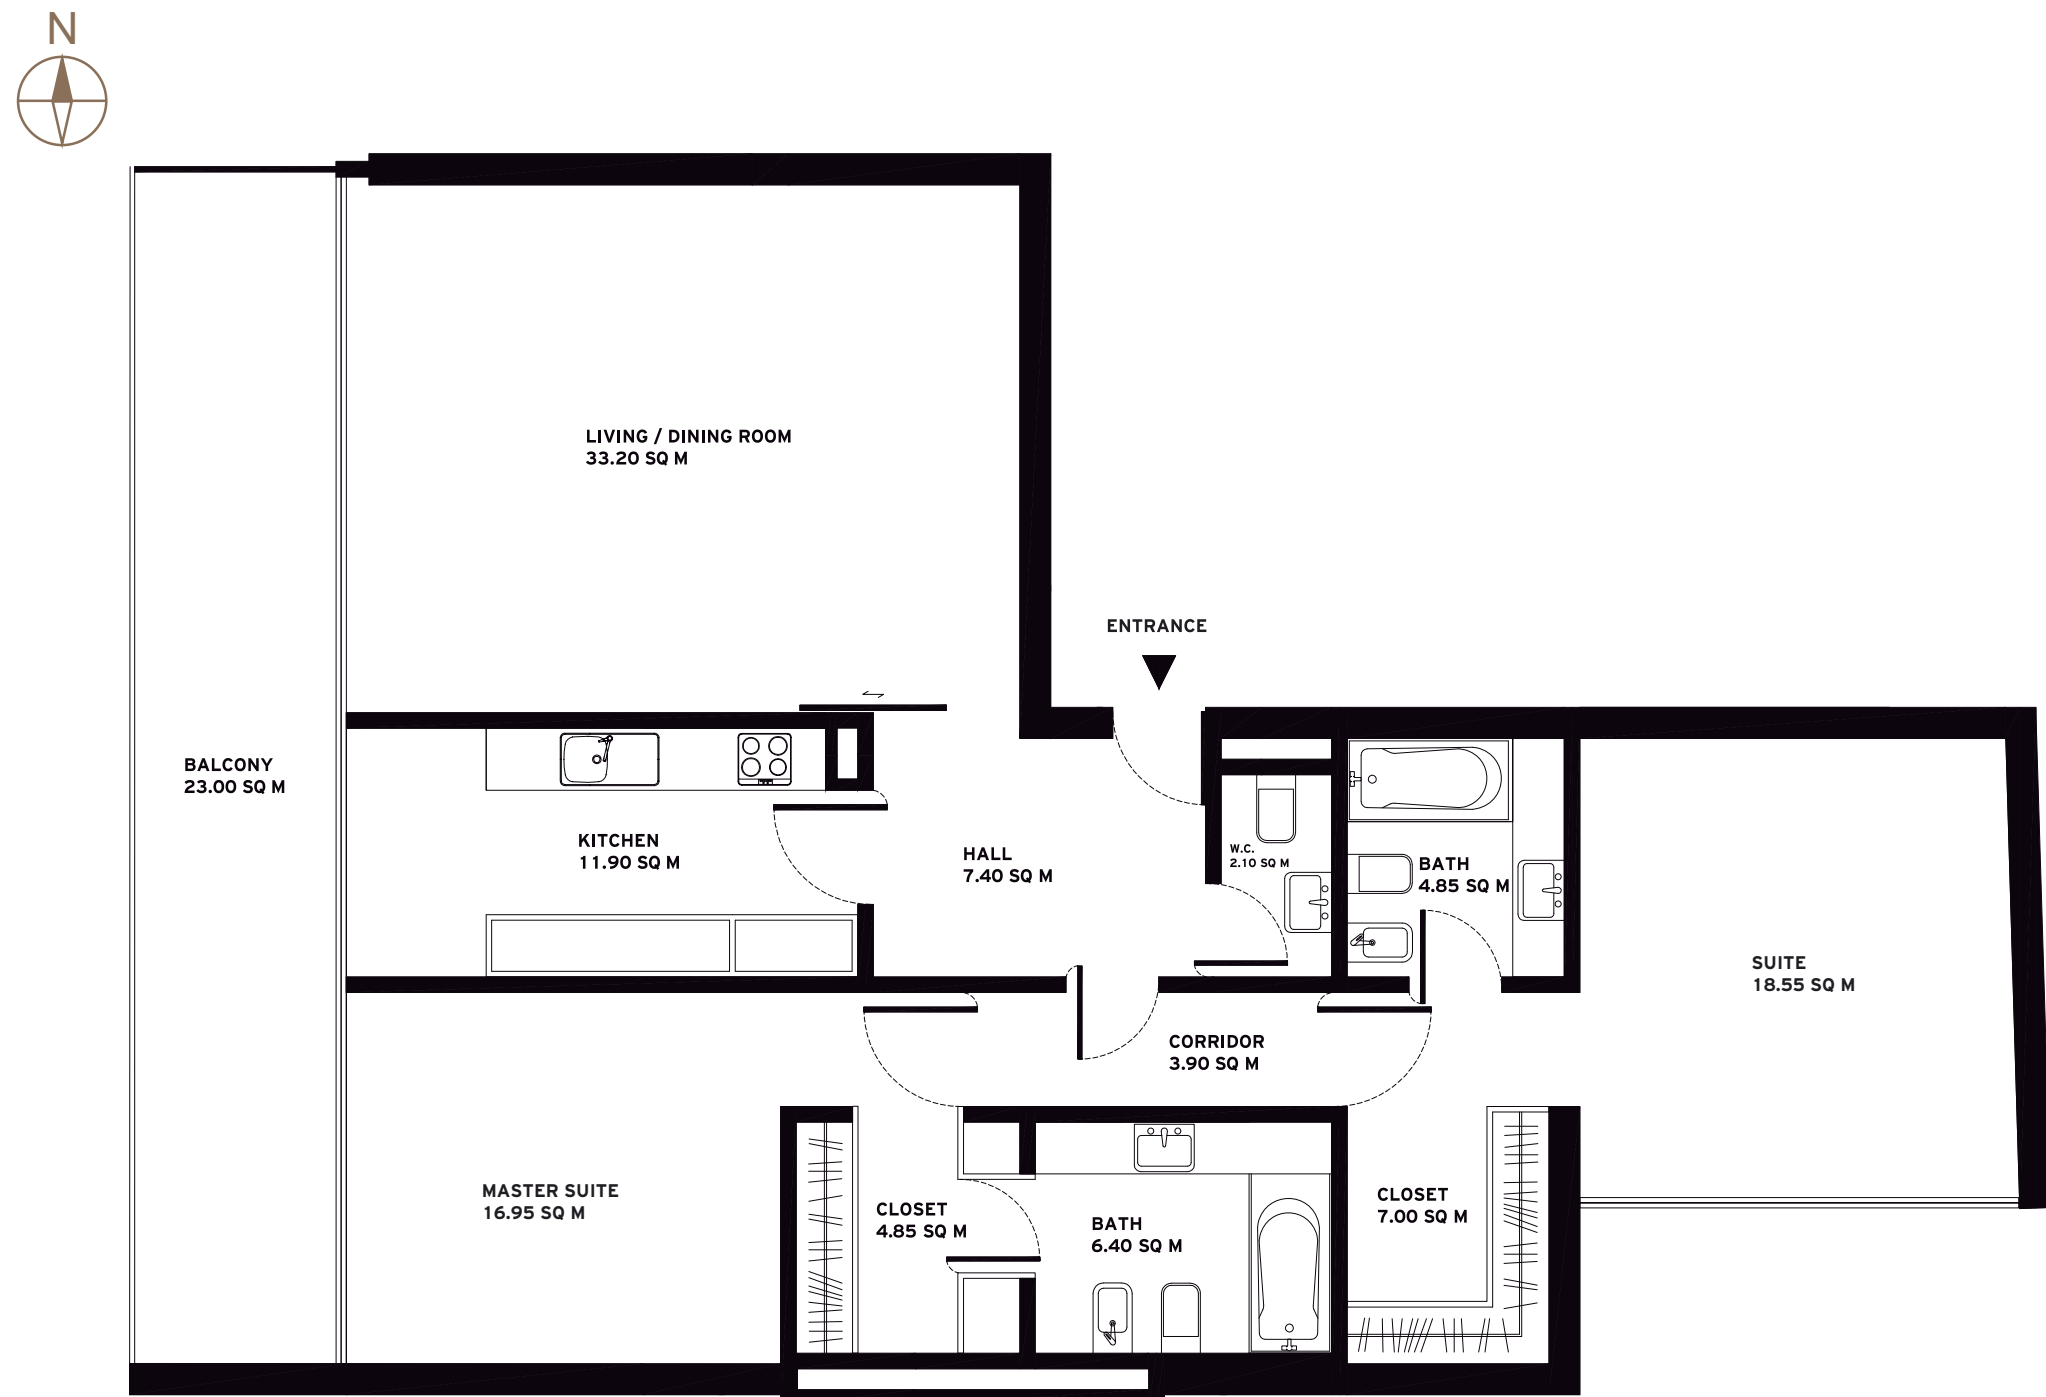 N
LIVING / DINING ROOM
33.20 SQ M
ENTRANCE
BALCONY
23.00 SQ M
KITCHEN
11.90 SQ M
HALL
7.40 SQ M
W.C.
2.10 SQ M
BATH
4.85 SQ M
SUITE
18.55 SQ M
CORRIDOR
3.90 SQ M
MASTER SUITE
16.95 SQ M
CLOSET
4.85 SQ M
BATH
6.40 SQ M
CLOSET
7.00 SQ M